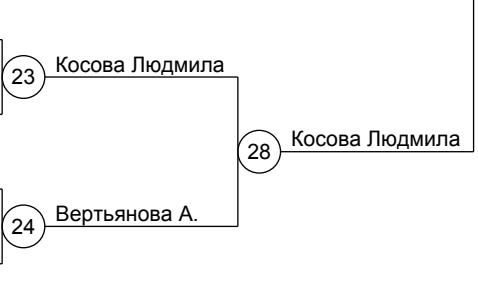 Косова Людмила
23
Косова Людмила
28
Вертьянова А.
24